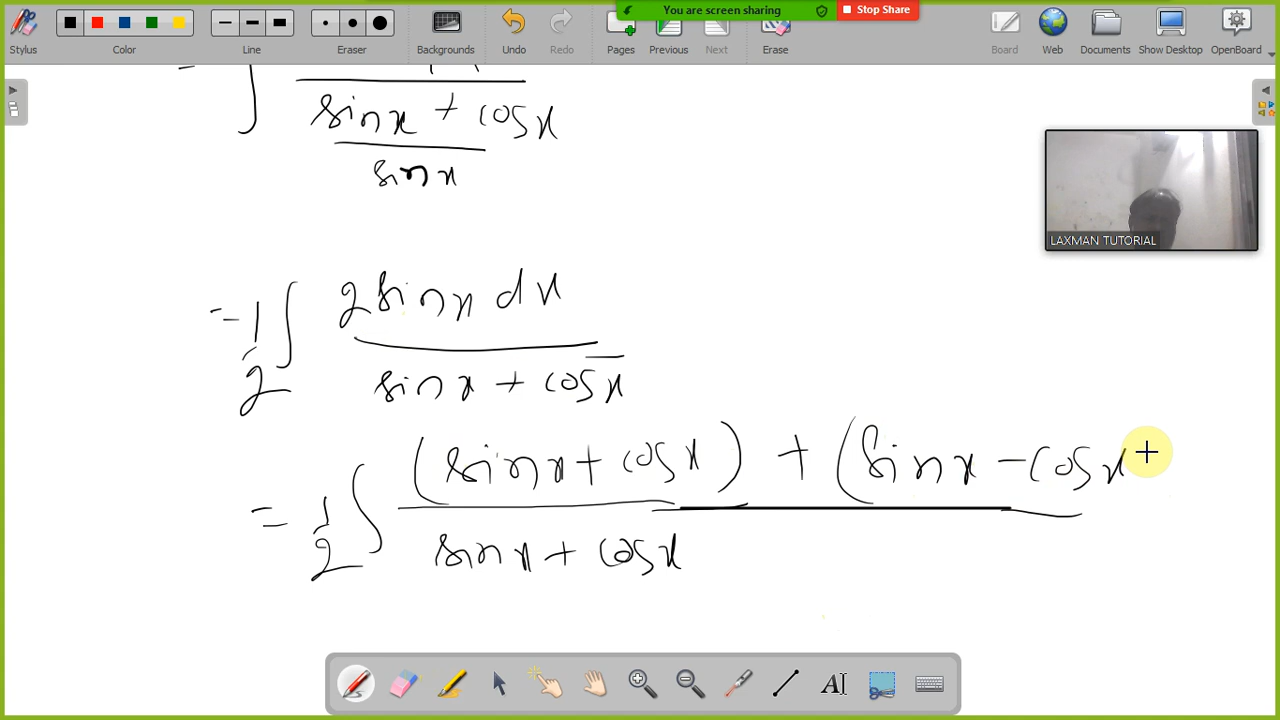 You are screen sharing Stop Share
Stylus Color Line Eraser Backgrounds Undo Redo Pages Previous Next Erase Board Web Documents Show Desktop OpenBoard
= ∫
sinx + cosx
sinx
LAXMAN TUTORIAL
= 1/2 ∫ 2sinx dx
sinx + cosx
= 1/2 ∫ (sinx + cosx) + (sinx - cosx
sinx + cosx